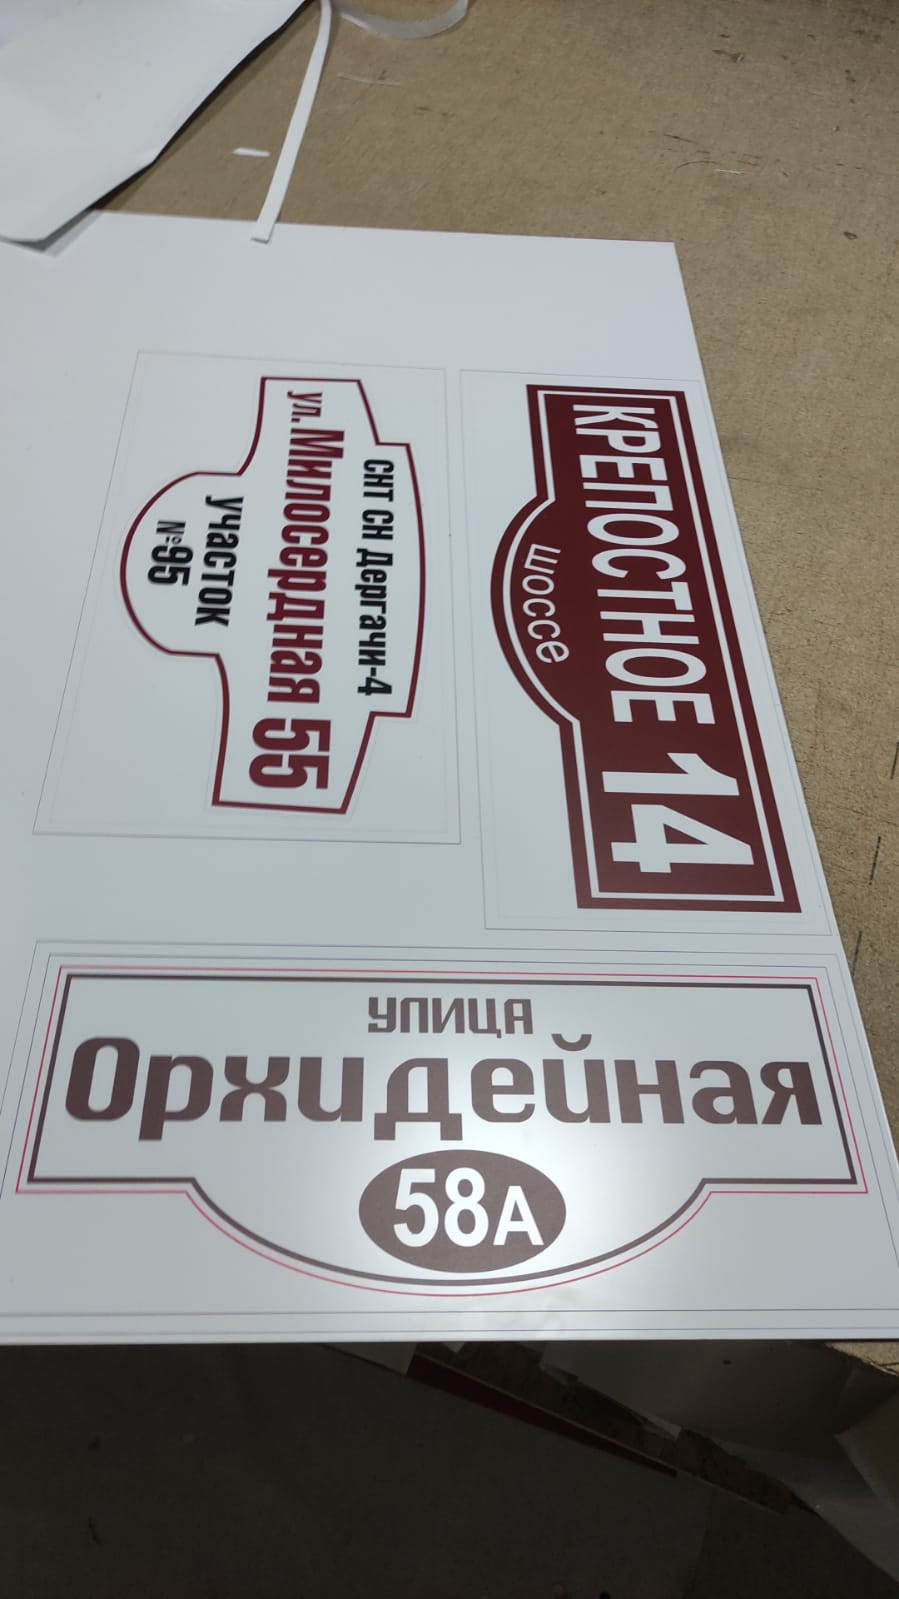 СНТ СН Дергачи-4
ул. Милосердная 55
участок
№95
КРЕПОСТНОЕ 14
шоссе
улица
Орхидейная
58А